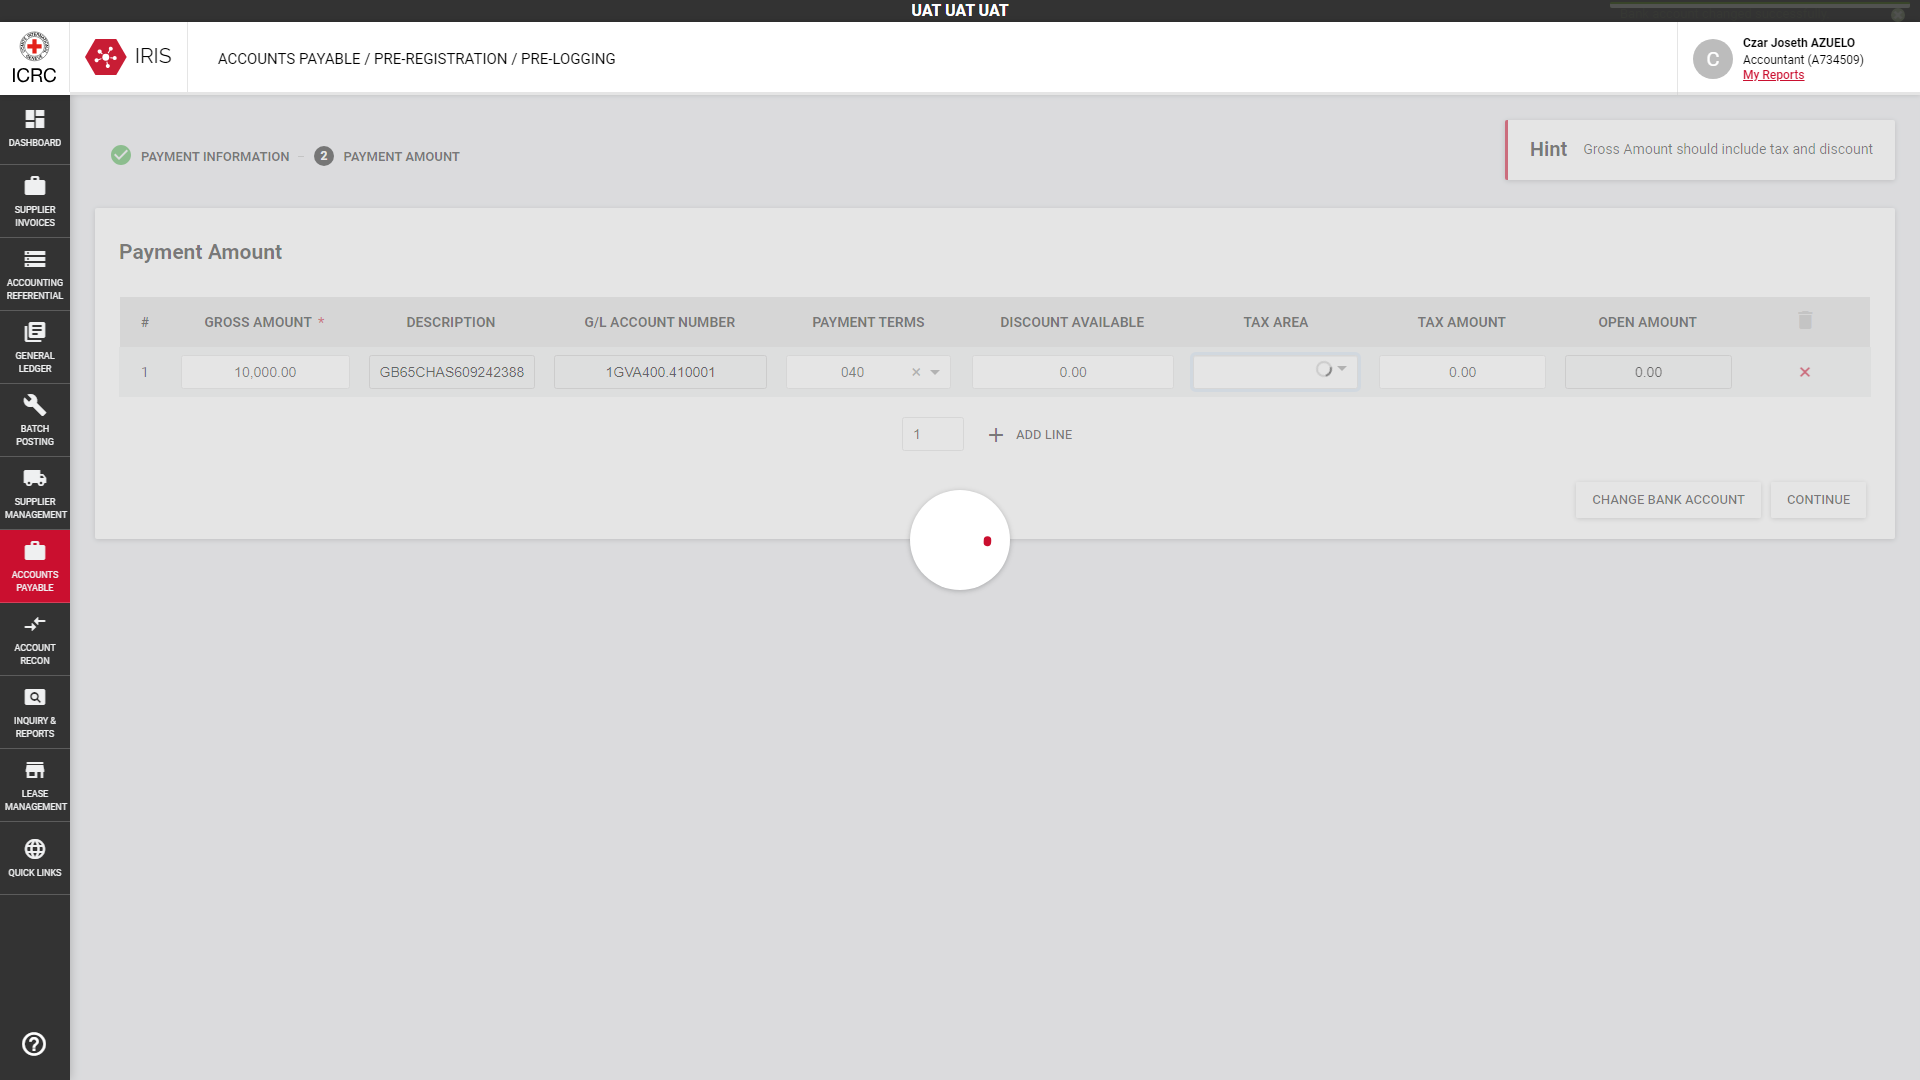 UAT UAT UAT
ICRC
IRIS
ACCOUNTS PAYABLE / PRE-REGISTRATION / PRE-LOGGING
C
Czar Joseth AZUELO
Accountant (A734509)
My Reports
DASHBOARD
SUPPLIER
INVOICES
ACCOUNTING
REFERENTIAL
GENERAL
LEDGER
BATCH
POSTING
SUPPLIER
MANAGEMENT
ACCOUNTS
PAYABLE
ACCOUNT
RECON
INQUIRY &
REPORTS
LEASE
MANAGEMENT
QUICK LINKS
PAYMENT INFORMATION
2 PAYMENT AMOUNT
Hint Gross Amount should include tax and discount
Payment Amount
# GROSS AMOUNT * DESCRIPTION G/L ACCOUNT NUMBER PAYMENT TERMS DISCOUNT AVAILABLE TAX AREA TAX AMOUNT OPEN AMOUNT
1 10,000.00 GB65CHAS609242388 1GVA400.410001 040 0.00 0.00 0.00
1 ADD LINE
CHANGE BANK ACCOUNT CONTINUE